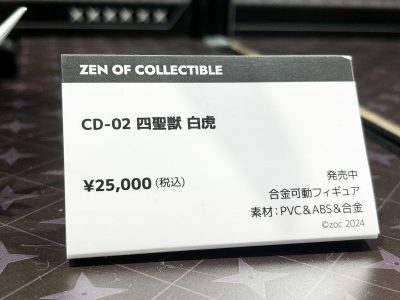 ZEN OF COLLECTIBLE
CD-02 四聖獣 白虎
¥25,000(税込)
発売中
合金可動フィギュア
素材：PVC＆ABS＆合金
©zoc 2024